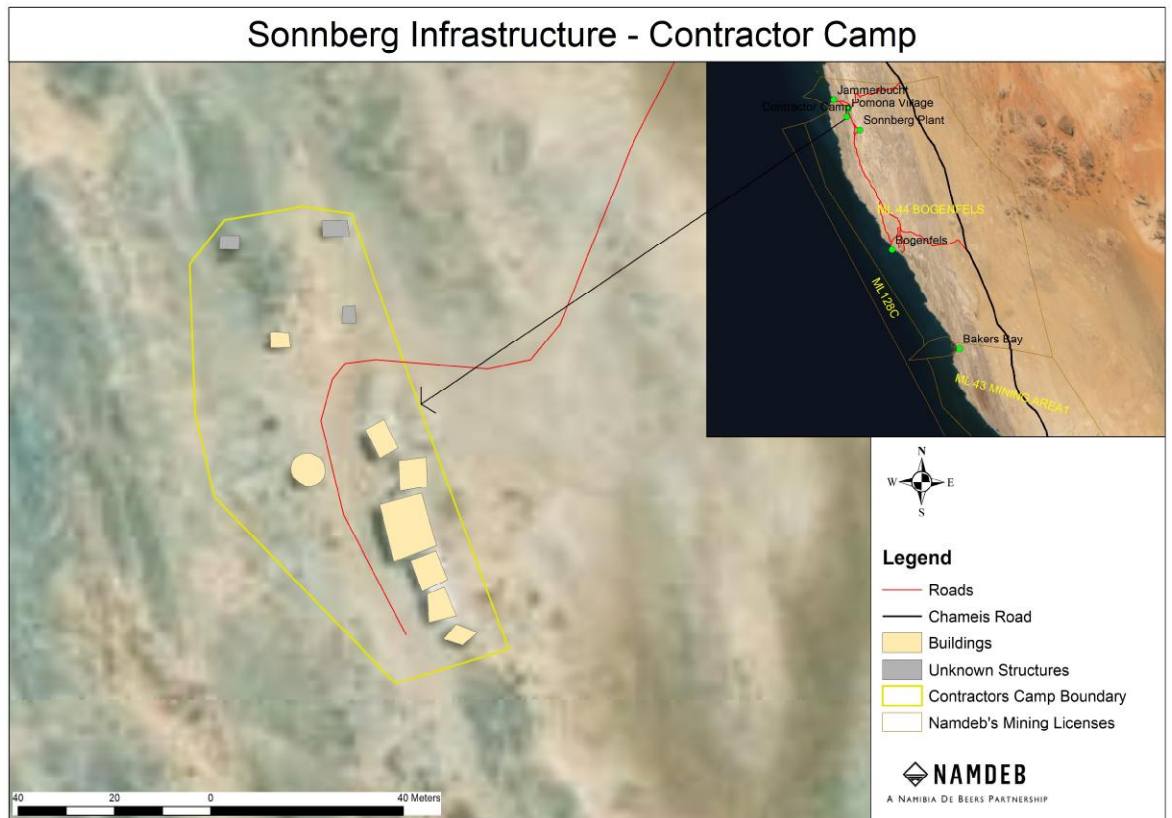 Sonnberg Infrastructure - Contractor Camp
Jammerbucht
Contractor Camp
Pomona Village
Sonnberg Plant
ML 44 BOGENFELS
Bogenfels
ML128C
Bakers Bay
ML 43 MINING AREA1
N
W
E
S
Legend
Roads
Chameis Road
Buildings
Unknown Structures
Contractors Camp Boundary
Namdeb's Mining Licenses
NAMDEB
A NAMIBIA DE BEERS PARTNERSHIP
40 20 0 40 Meters